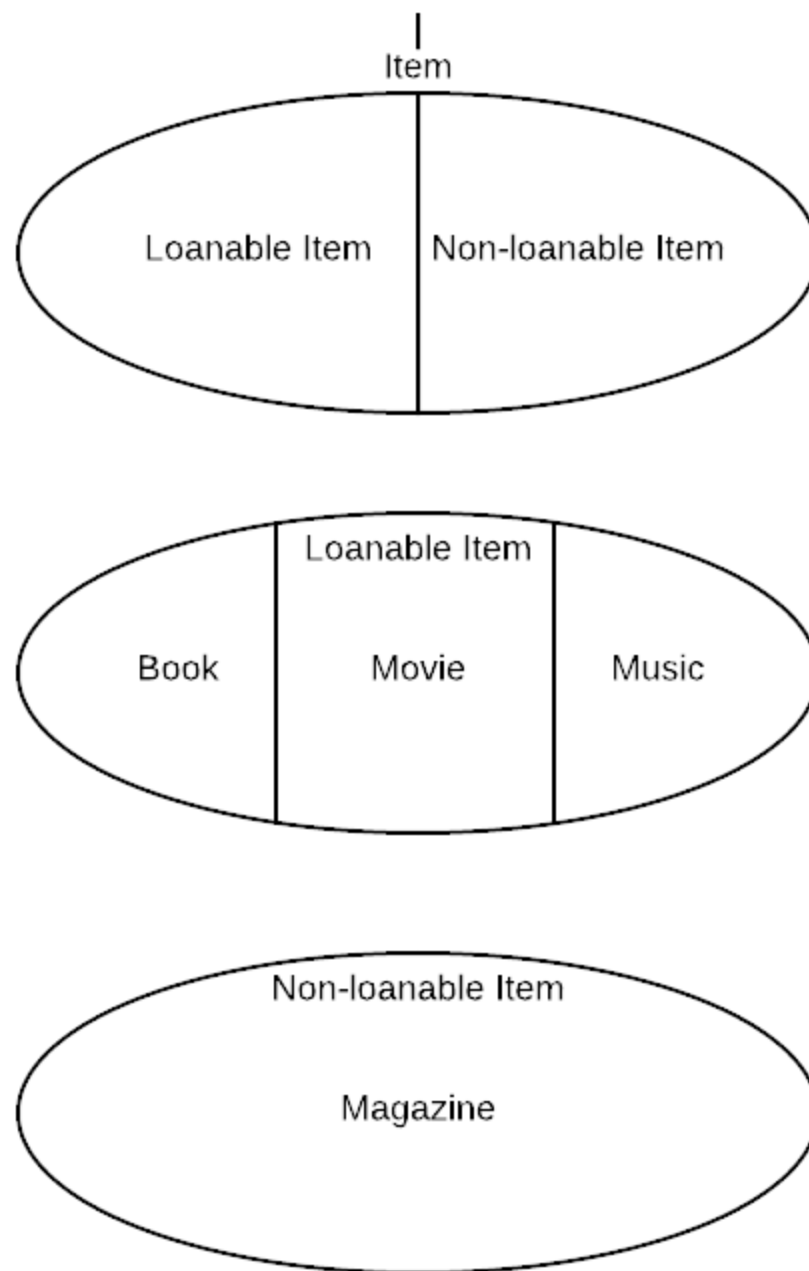 Item
Loanable Item Non-loanable Item
Loanable Item
Book Movie Music
Non-loanable Item
Magazine